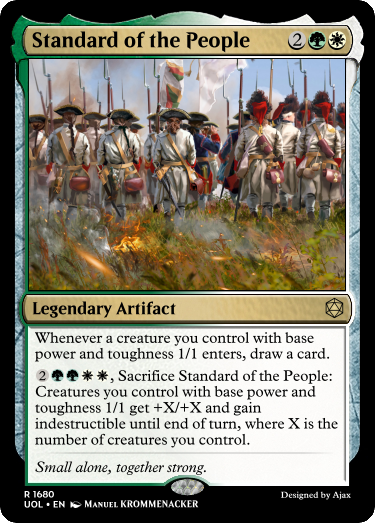 Standard of the People 2
Legendary Artifact
Whenever a creature you control with base
power and toughness 1/1 enters, draw a card.
2, Sacrifice Standard of the People:
Creatures you control with base power and
toughness 1/1 get +X/+X and gain
indestructible until end of turn, where X is the
number of creatures you control.
Small alone, together strong.
R 1680
UOL • EN Manuel KROMMENACKER
Designed by Ajax